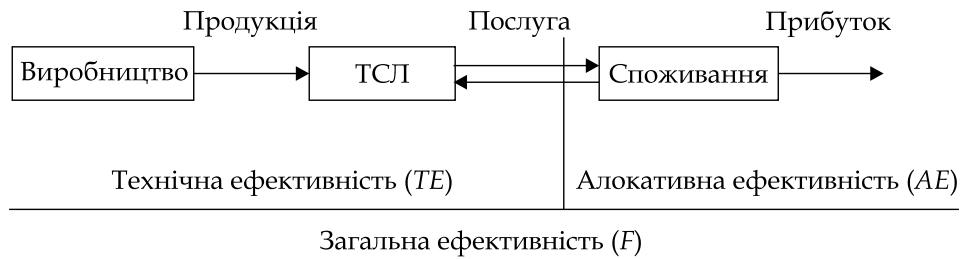 Продукція Послуга Прибуток
Виробництво ТСЛ Споживання
Технічна ефективність (TE) Алокативна ефективність (AE)
Загальна ефективність (F)